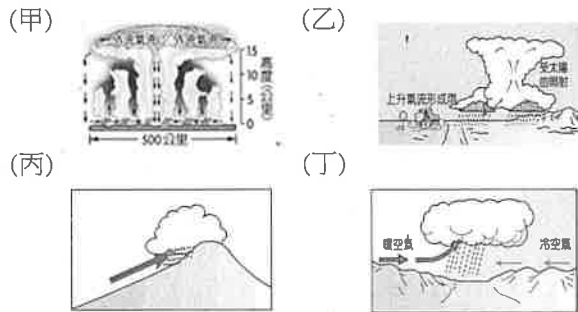 (甲)
15
10
5
0
高度(公里)
500公里
(乙)
受太陽
的照射
上升氣流形成雲
(丙)
(丁)
暖空氣
冷空氣